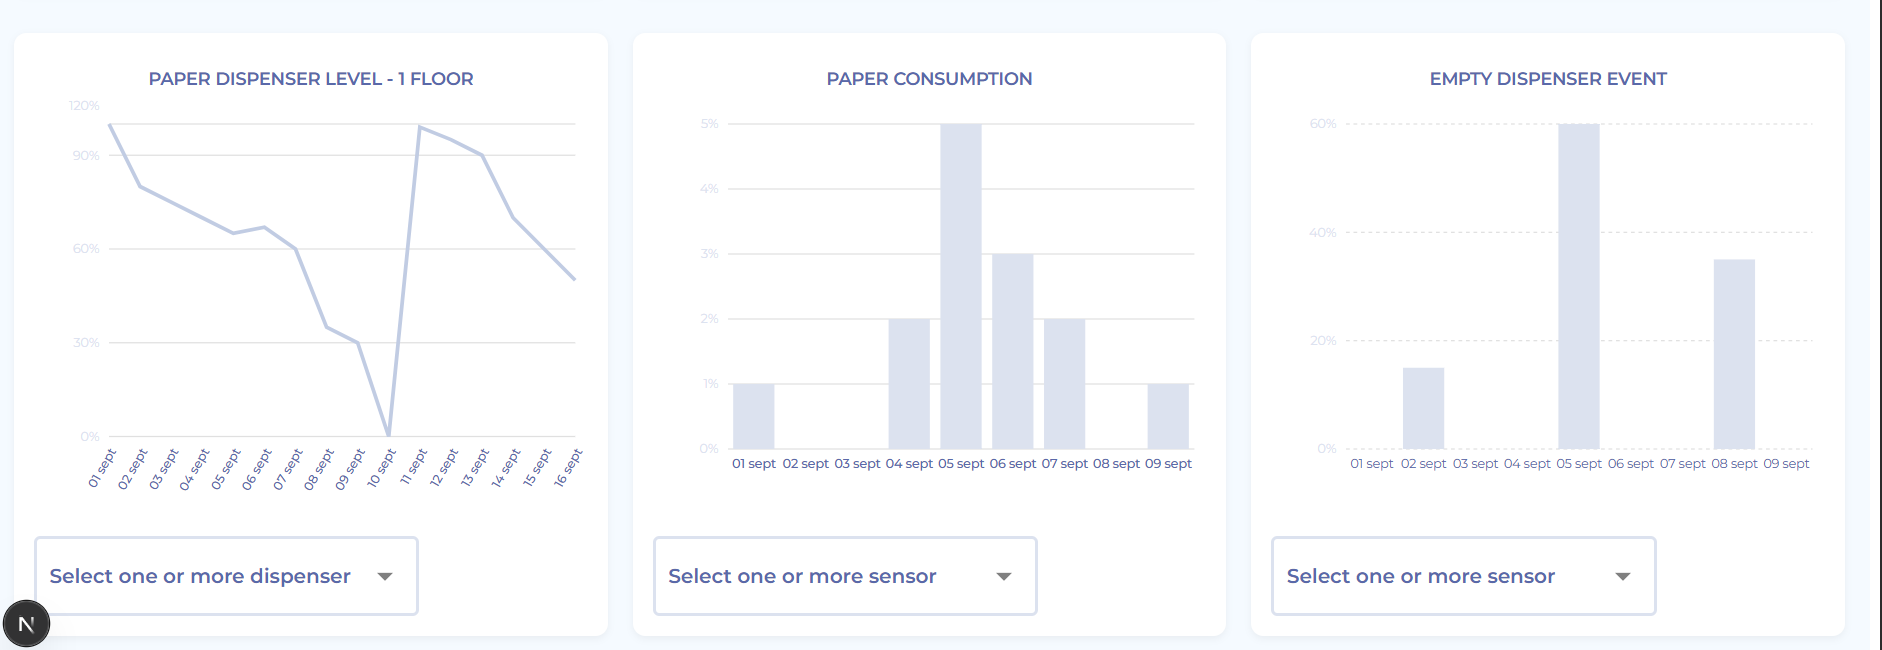 PAPER DISPENSER LEVEL - 1 FLOOR
120%
90%
60%
30%
0%
01 sept 02 sept 03 sept 04 sept 05 sept 06 sept 07 sept 08 sept 09 sept 10 sept 11 sept 12 sept 13 sept 14 sept 15 sept 16 sept
Select one or more dispenser
N
PAPER CONSUMPTION
5%
4%
3%
2%
1%
0%
01 sept 02 sept 03 sept 04 sept 05 sept 06 sept 07 sept 08 sept 09 sept
Select one or more sensor
EMPTY DISPENSER EVENT
60%
40%
20%
0%
01 sept 02 sept 03 sept 04 sept 05 sept 06 sept 07 sept 08 sept 09 sept
Select one or more sensor